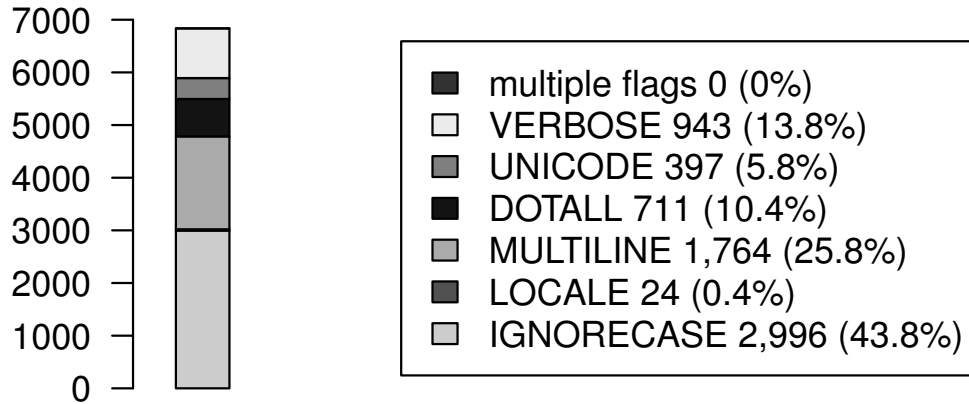 7000
6000
5000
4000
3000
2000
1000
0
multiple flags 0 (0%)
VERBOSE 943 (13.8%)
UNICODE 397 (5.8%)
DOTALL 711 (10.4%)
MULTILINE 1,764 (25.8%)
LOCALE 24 (0.4%)
IGNORECASE 2,996 (43.8%)